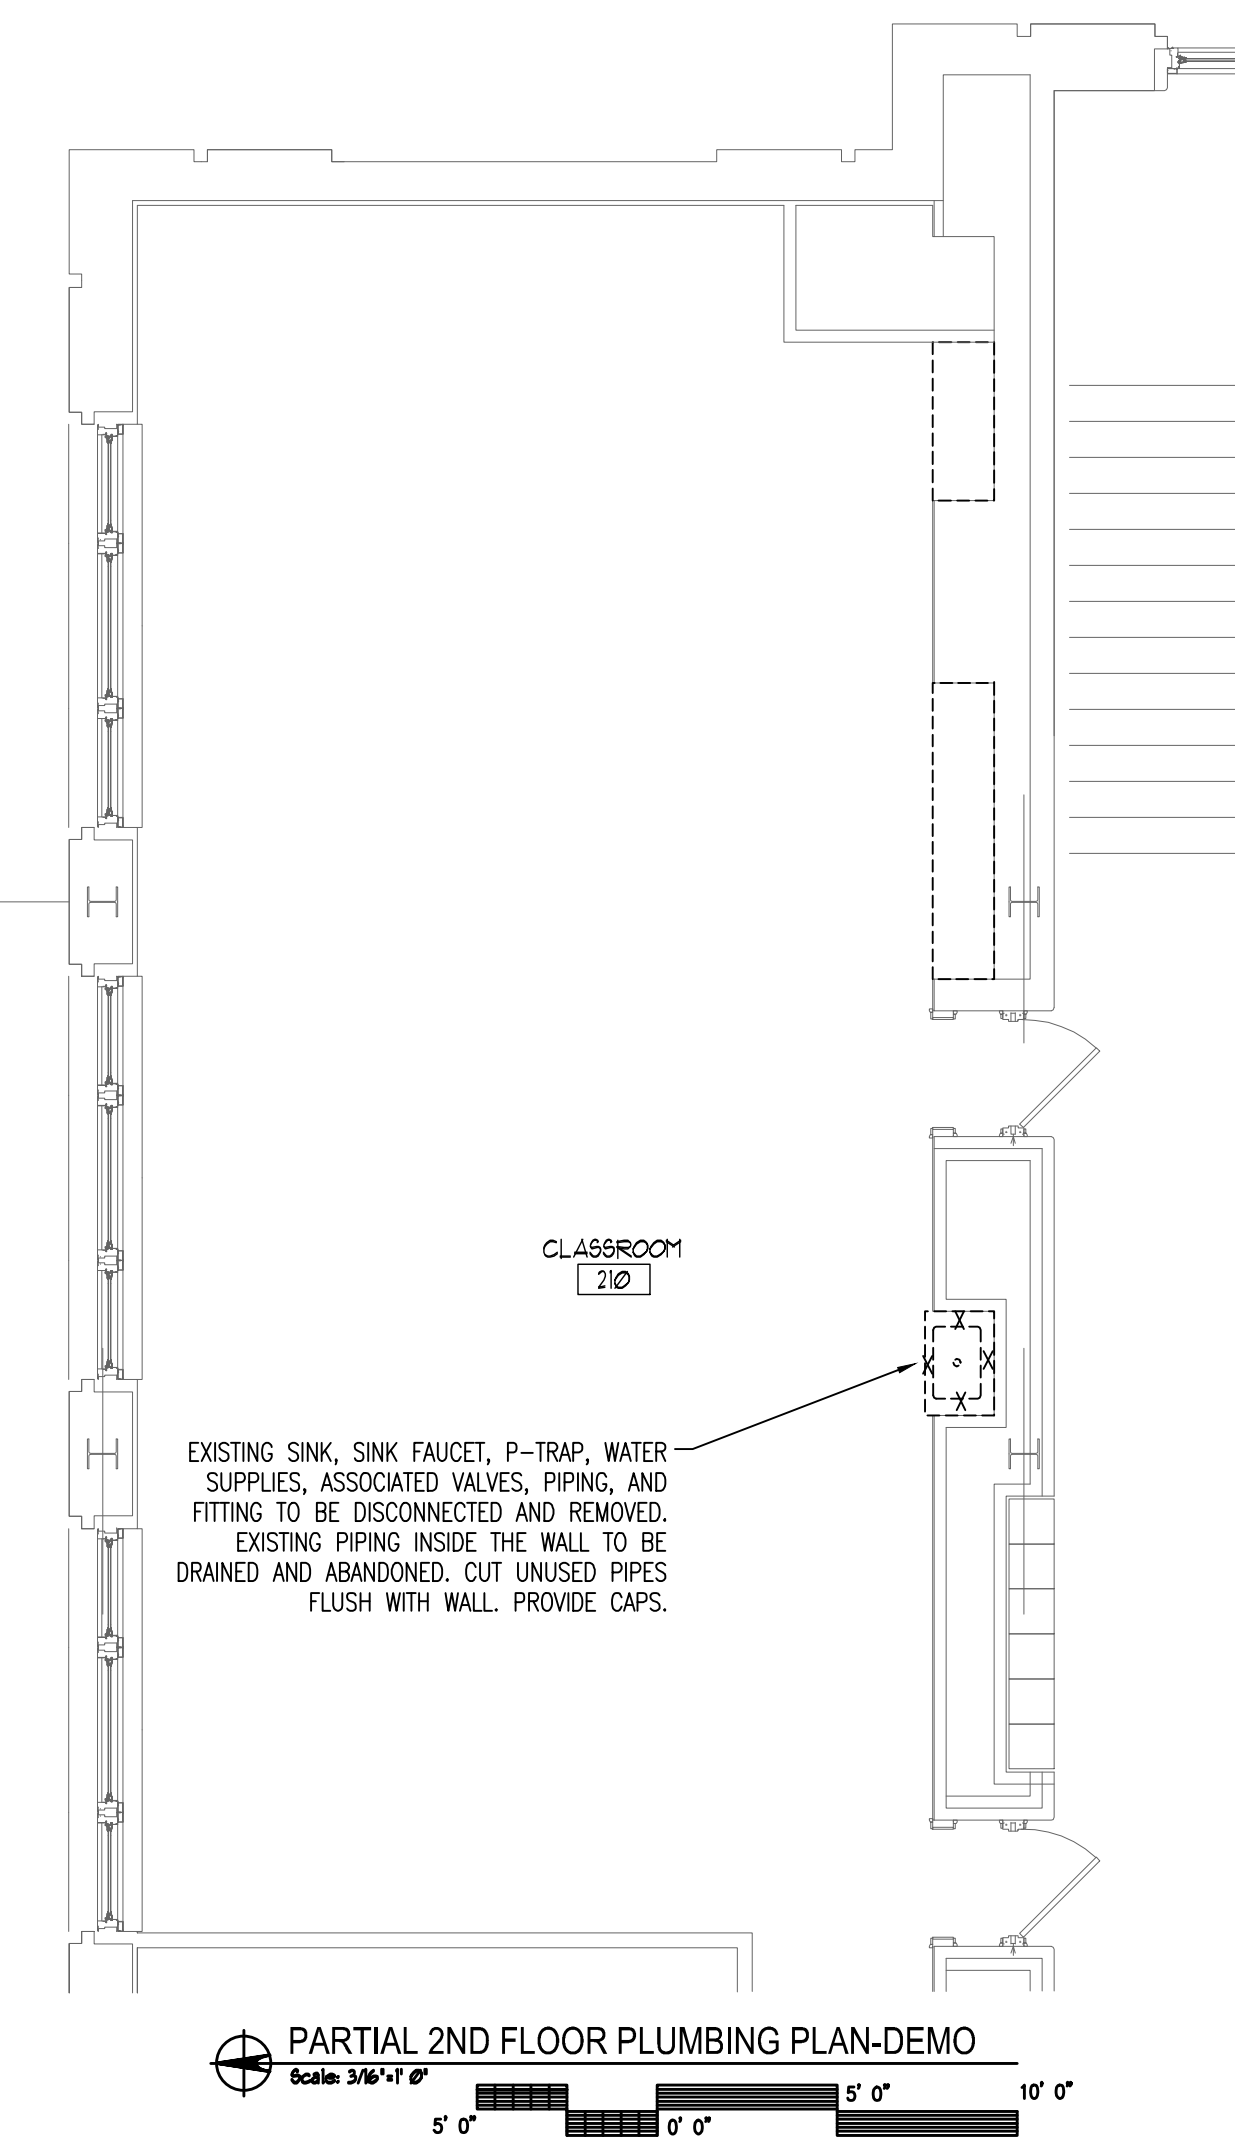 CLASSROOM
21Ø
EXISTING SINK, SINK FAUCET, P-TRAP, WATER
SUPPLIES, ASSOCIATED VALVES, PIPING, AND
FITTING TO BE DISCONNECTED AND REMOVED.
EXISTING PIPING INSIDE THE WALL TO BE
DRAINED AND ABANDONED. CUT UNUSED PIPES
FLUSH WITH WALL. PROVIDE CAPS.
PARTIAL 2ND FLOOR PLUMBING PLAN-DEMO
Scale: 3/16"=1' Ø"
5' 0"
10' 0"
5' 0"
0' 0"